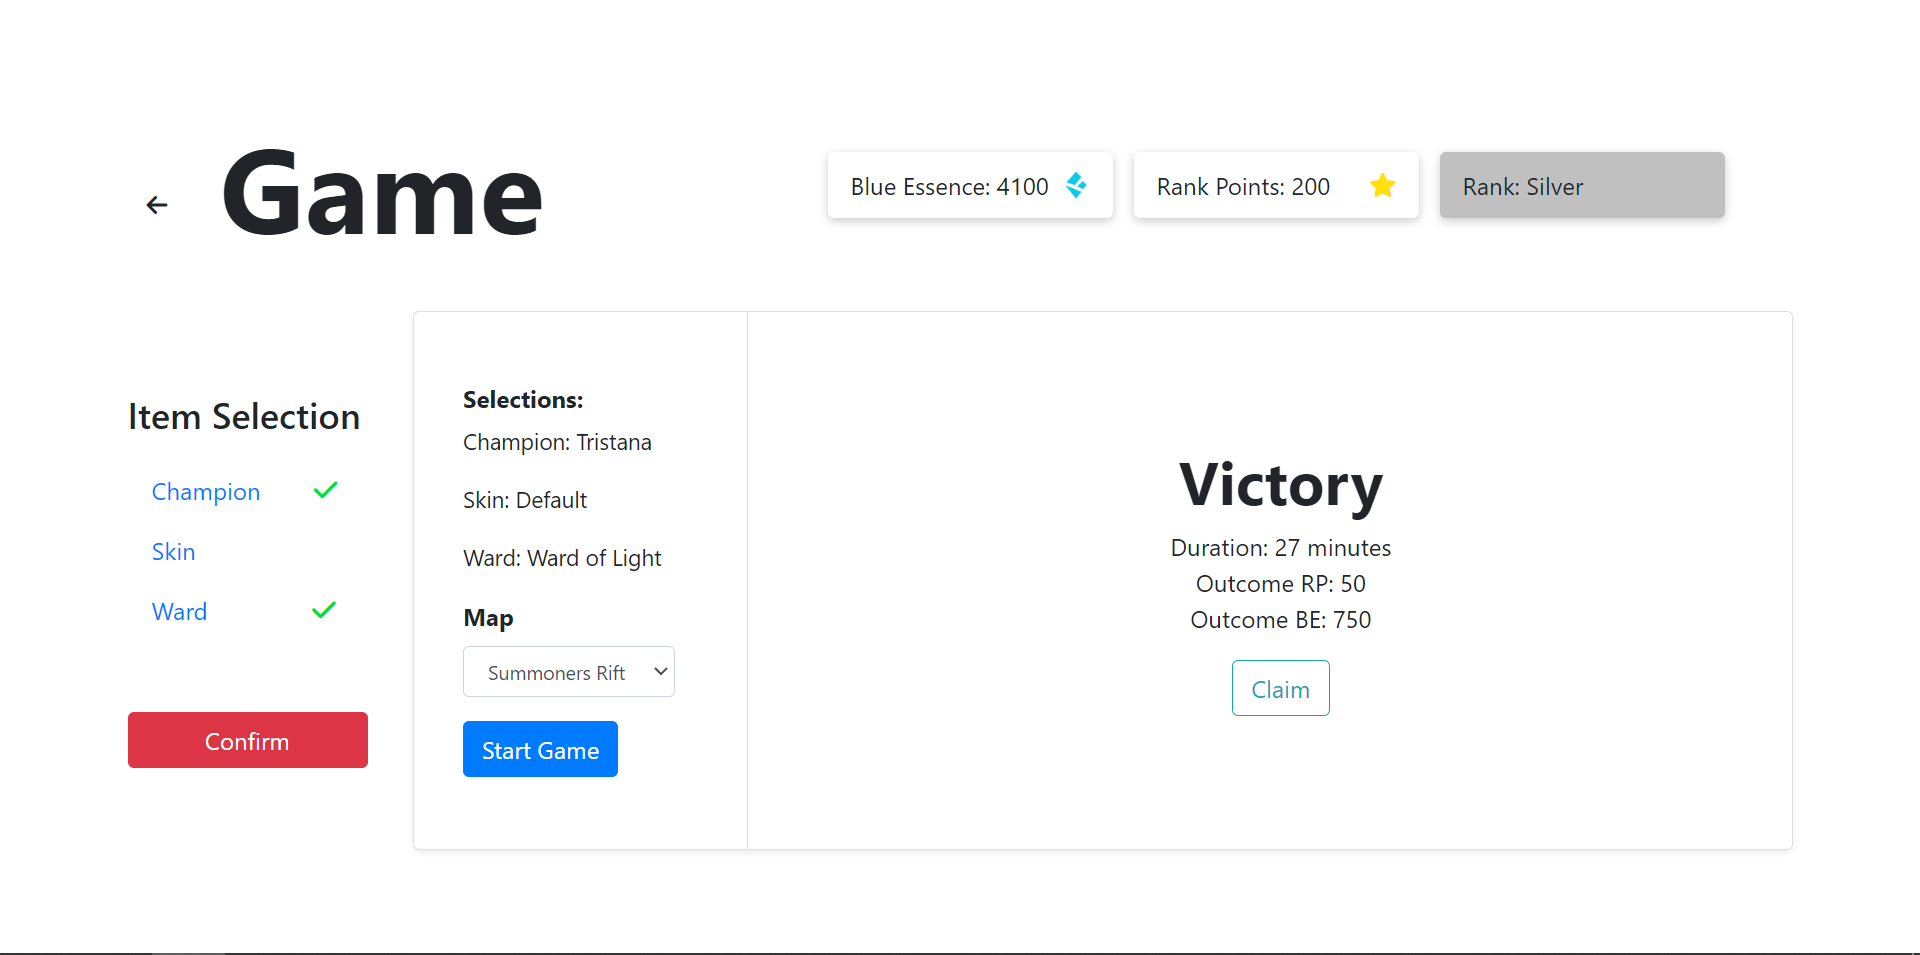 Game
Blue Essence: 4100
Rank Points: 200
Rank: Silver
Item Selection
Champion
Skin
Ward
Confirm
Selections:
Champion: Tristana
Skin: Default
Ward: Ward of Light
Map
Summoners Rift
Start Game
Victory
Duration: 27 minutes
Outcome RP: 50
Outcome BE: 750
Claim